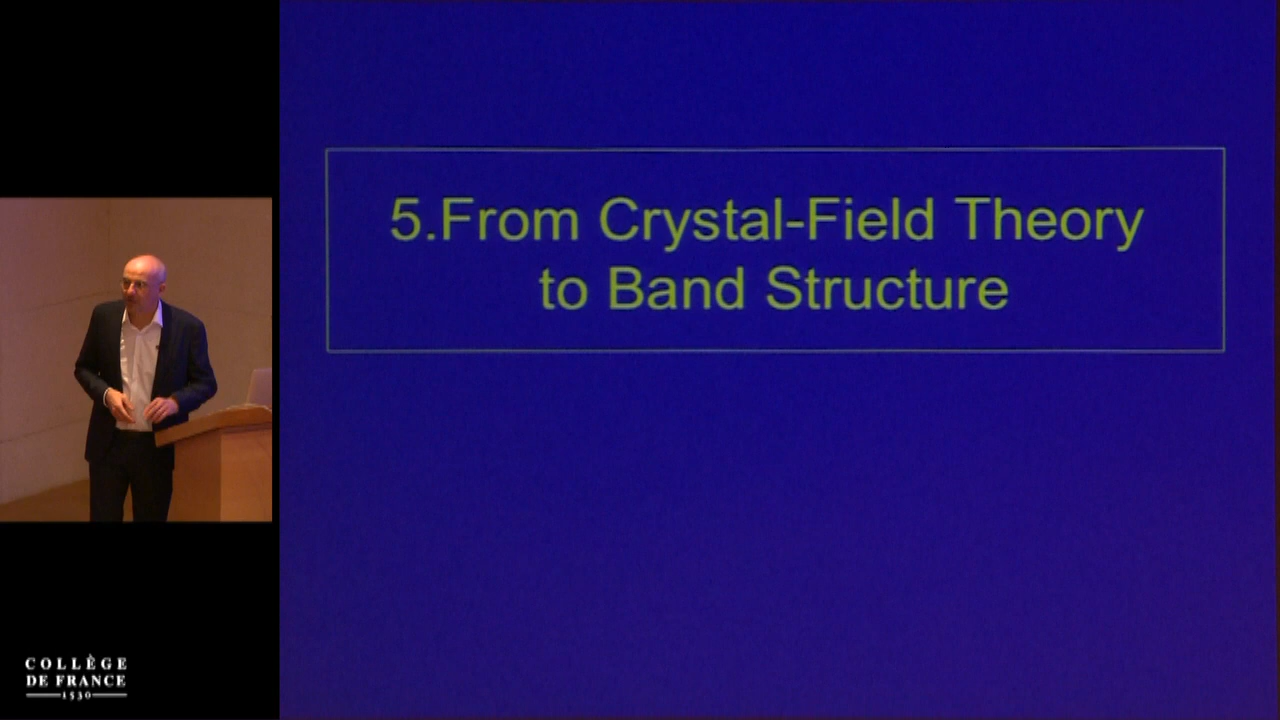 5.From Crystal-Field Theory
to Band Structure
COLLÈGE
DE FRANCE
1530